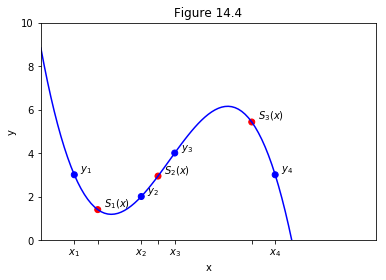 Figure 14.4
10
8
6
4
2
0
y
y₁
S₁(x)
y₂
S₂(x)
y₃
S₃(x)
y₄
x₁ x₂ x₃ x₄
x